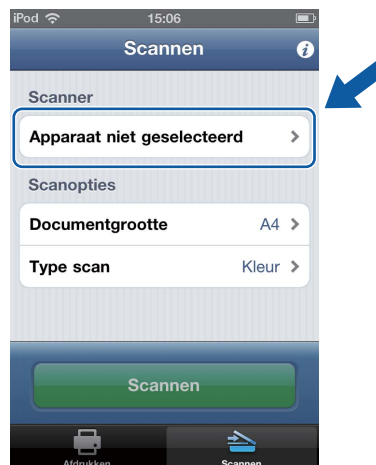 iPod 15:06
Scannen
Scanner
Apparaat niet geselecteerd
Scanopties
Documentgrootte A4
Type scan Kleur
Scannen
Afdrukken Scannen